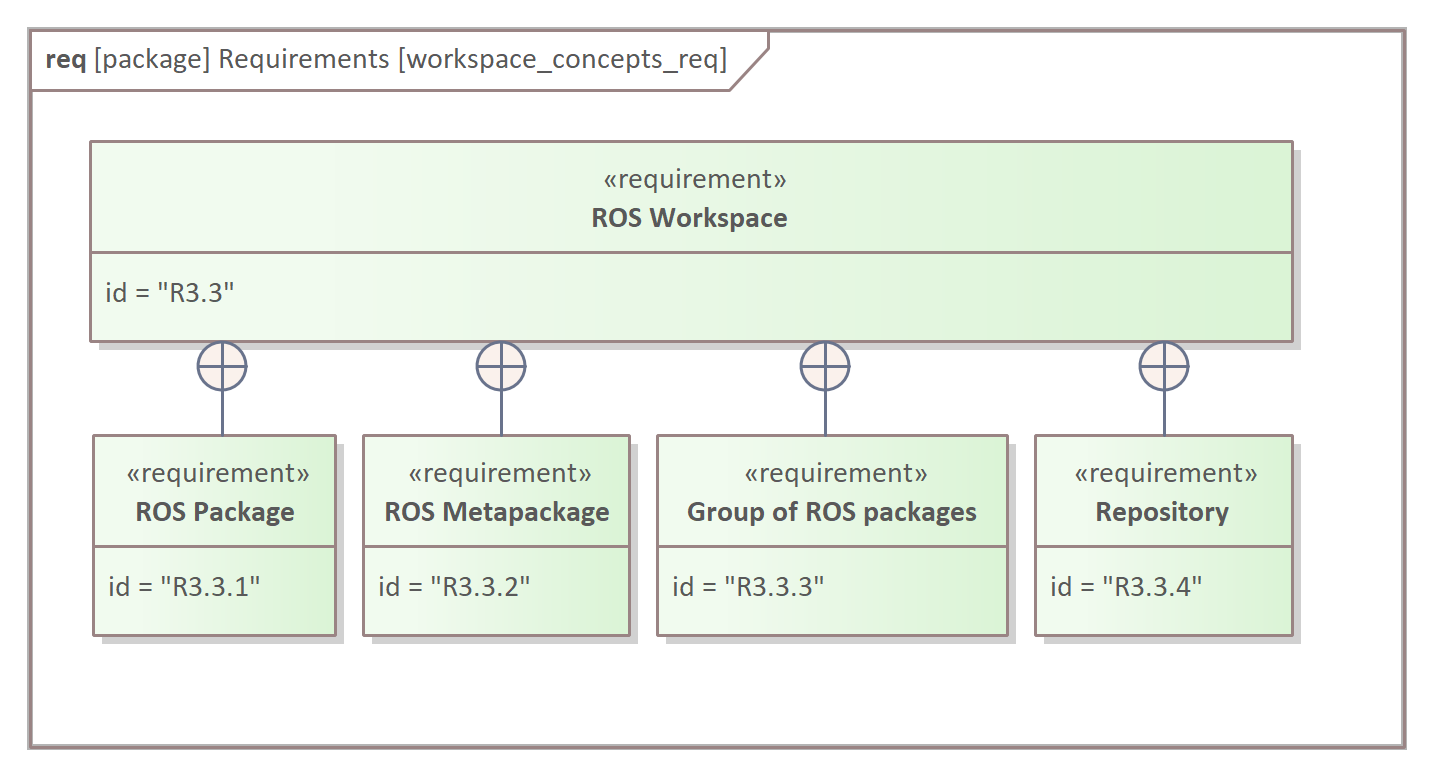 req [package] Requirements [workspace_concepts_req]
«requirement»
ROS Workspace
id = "R3.3"
«requirement»
ROS Package
id = "R3.3.1"
«requirement»
ROS Metapackage
id = "R3.3.2"
«requirement»
Group of ROS packages
id = "R3.3.3"
«requirement»
Repository
id = "R3.3.4"